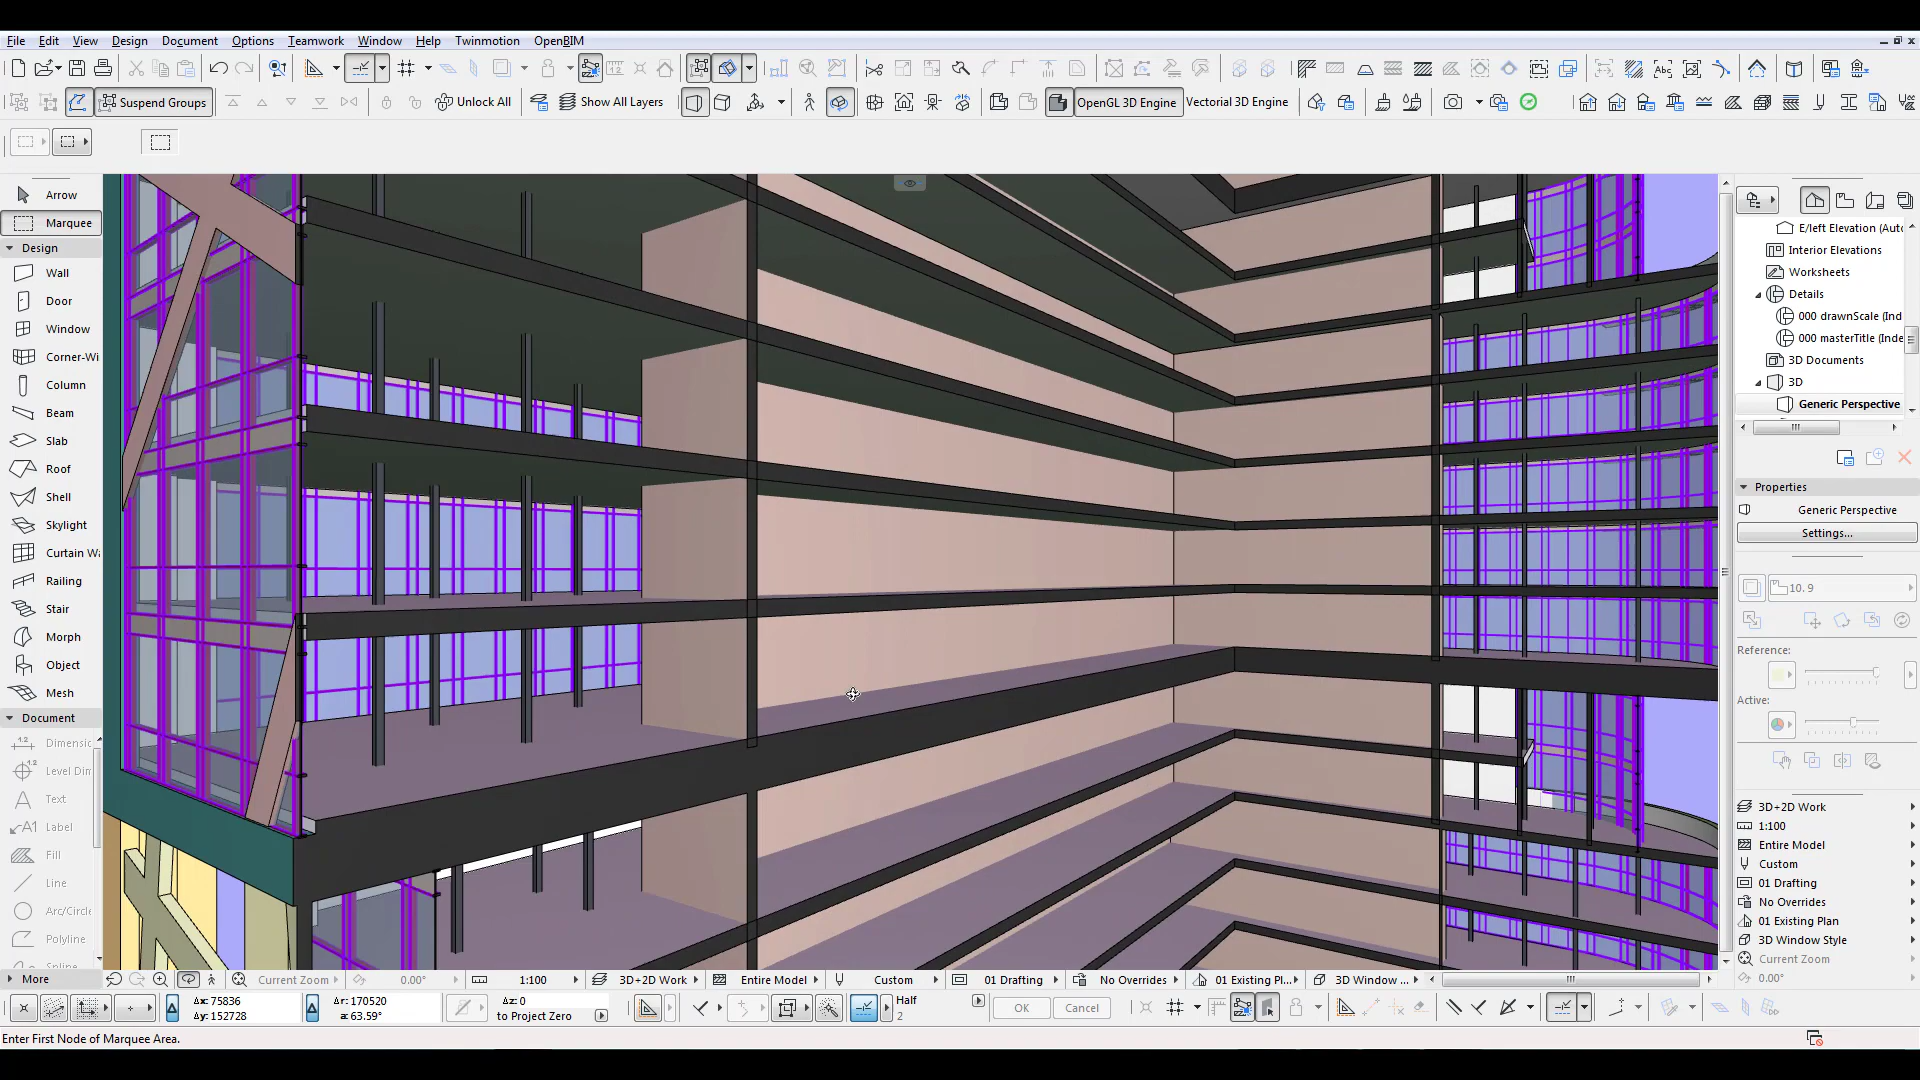 File Edit View Design Document Options Teamwork Window Help Twinmotion OpenBIM
Suspend Groups Unlock All Show All Layers OpenGL 3D Engine Vectorial 3D Engine
Arrow
Marquee
Design
Wall
Door
Window
Corner-Wi
Column
Beam
Slab
Roof
Shell
Skylight
Curtain Wa
Railing
Stair
Morph
Object
Mesh
Document
Dimensic
Level Dim
Text
Label
Fill
Line
Arc/Circle
Polyline
Spline
More
E/left Elevation (Auto
Interior Elevations
Worksheets
Details
000 drawnScale (Ind
000 masterTitle (Inde
3D Documents
3D
Generic Perspective
Properties
Generic Perspective
Settings...
10. 9
Reference:
Active:
3D+2D Work
1:100
Entire Model
Custom
01 Drafting
No Overrides
01 Existing Plan
3D Window Style
Current Zoom
0.00°
Current Zoom 0.00° 1:100 3D+2D Work Entire Model Custom 01 Drafting No Overrides 01 Existing Pl... 3D Window ...
Δx: 75836 Δr: 170520 Δz: 0 Half OK Cancel
Δy: 152728 a: 63.59° to Project Zero 2
Enter First Node of Marquee Area.